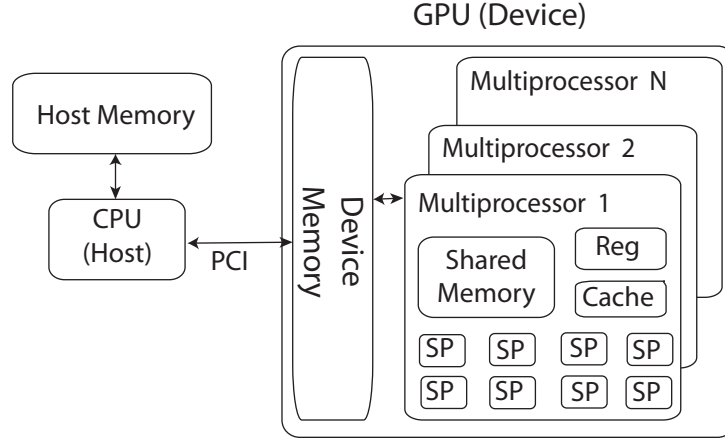 GPU (Device)
Host Memory
CPU
(Host)
PCI
Device
Memory
Multiprocessor N
Multiprocessor 2
Multiprocessor 1
Shared
Memory
Reg
Cache
SP SP SP SP
SP SP SP SP